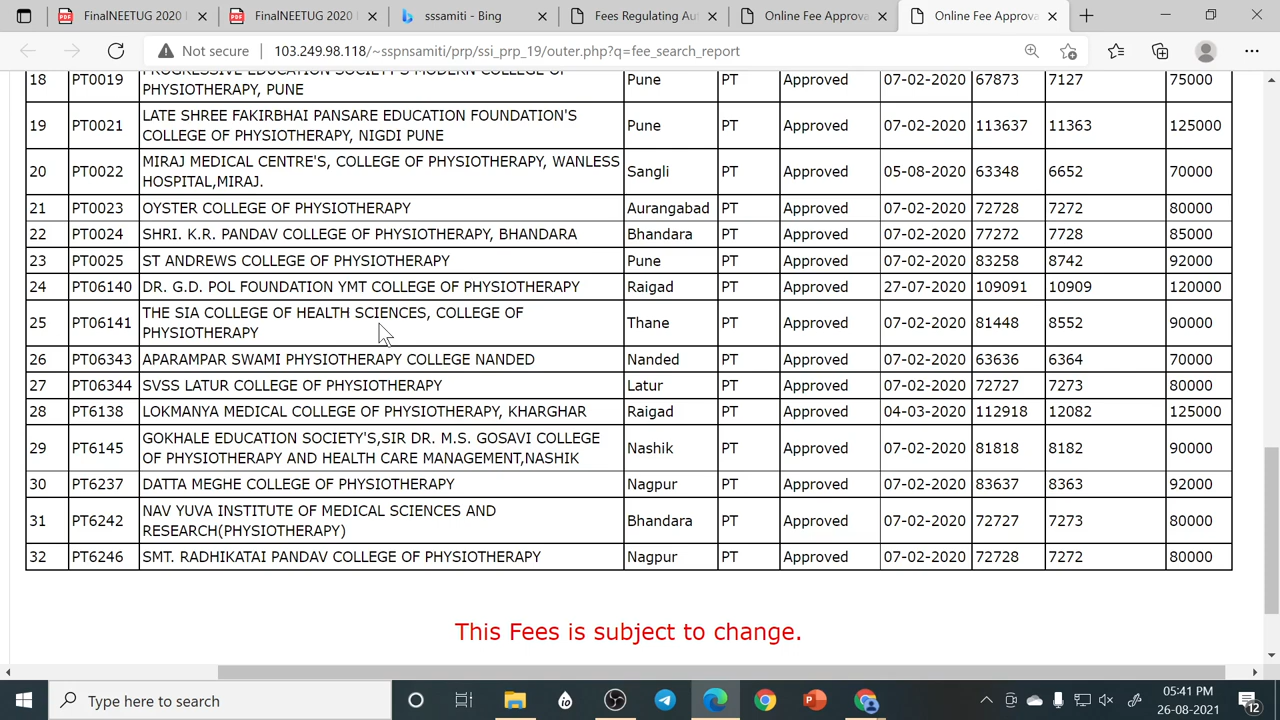 FinalNEETUG 2020 I
FinalNEETUG 2020 I
sssamiti - Bing
Fees Regulating Au
Online Fee Approva
Online Fee Approva
Not secure
103.249.98.118/~sspnsamiti/prp/ssi_prp_19/outer.php?q=fee_search_report
18 PT0019 PROGRESSIVE EDUCATION SOCIETY'S MODERN COLLEGE OF Pune PT Approved 07-02-2020 67873 7127 75000
PHYSIOTHERAPY, PUNE
19 PT0021 LATE SHREE FAKIRBHAI PANSARE EDUCATION FOUNDATION'S Pune PT Approved 07-02-2020 113637 11363 125000
COLLEGE OF PHYSIOTHERAPY, NIGDI PUNE
20 PT0022 MIRAJ MEDICAL CENTRE'S, COLLEGE OF PHYSIOTHERAPY, WANLESS Sangli PT Approved 05-08-2020 63348 6652 70000
HOSPITAL,MIRAJ.
21 PT0023 OYSTER COLLEGE OF PHYSIOTHERAPY Aurangabad PT Approved 07-02-2020 72728 7272 80000
22 PT0024 SHRI. K.R. PANDAV COLLEGE OF PHYSIOTHERAPY, BHANDARA Bhandara PT Approved 07-02-2020 77272 7728 85000
23 PT0025 ST ANDREWS COLLEGE OF PHYSIOTHERAPY Pune PT Approved 07-02-2020 83258 8742 92000
24 PT06140 DR. G.D. POL FOUNDATION YMT COLLEGE OF PHYSIOTHERAPY Raigad PT Approved 27-07-2020 109091 10909 120000
25 PT06141 THE SIA COLLEGE OF HEALTH SCIENCES, COLLEGE OF Thane PT Approved 07-02-2020 81448 8552 90000
PHYSIOTHERAPY
26 PT06343 APARAMPAR SWAMI PHYSIOTHERAPY COLLEGE NANDED Nanded PT Approved 07-02-2020 63636 6364 70000
27 PT06344 SVSS LATUR COLLEGE OF PHYSIOTHERAPY Latur PT Approved 07-02-2020 72727 7273 80000
28 PT6138 LOKMANYA MEDICAL COLLEGE OF PHYSIOTHERAPY, KHARGHAR Raigad PT Approved 04-03-2020 112918 12082 125000
29 PT6145 GOKHALE EDUCATION SOCIETY'S,SIR DR. M.S. GOSAVI COLLEGE Nashik PT Approved 07-02-2020 81818 8182 90000
OF PHYSIOTHERAPY AND HEALTH CARE MANAGEMENT,NASHIK
30 PT6237 DATTA MEGHE COLLEGE OF PHYSIOTHERAPY Nagpur PT Approved 07-02-2020 83637 8363 92000
31 PT6242 NAV YUVA INSTITUTE OF MEDICAL SCIENCES AND Bhandara PT Approved 07-02-2020 72727 7273 80000
RESEARCH(PHYSIOTHERAPY)
32 PT6246 SMT. RADHIKATAI PANDAV COLLEGE OF PHYSIOTHERAPY Nagpur PT Approved 07-02-2020 72728 7272 80000
This Fees is subject to change.
Type here to search
05:41 PM
26-08-2021
12